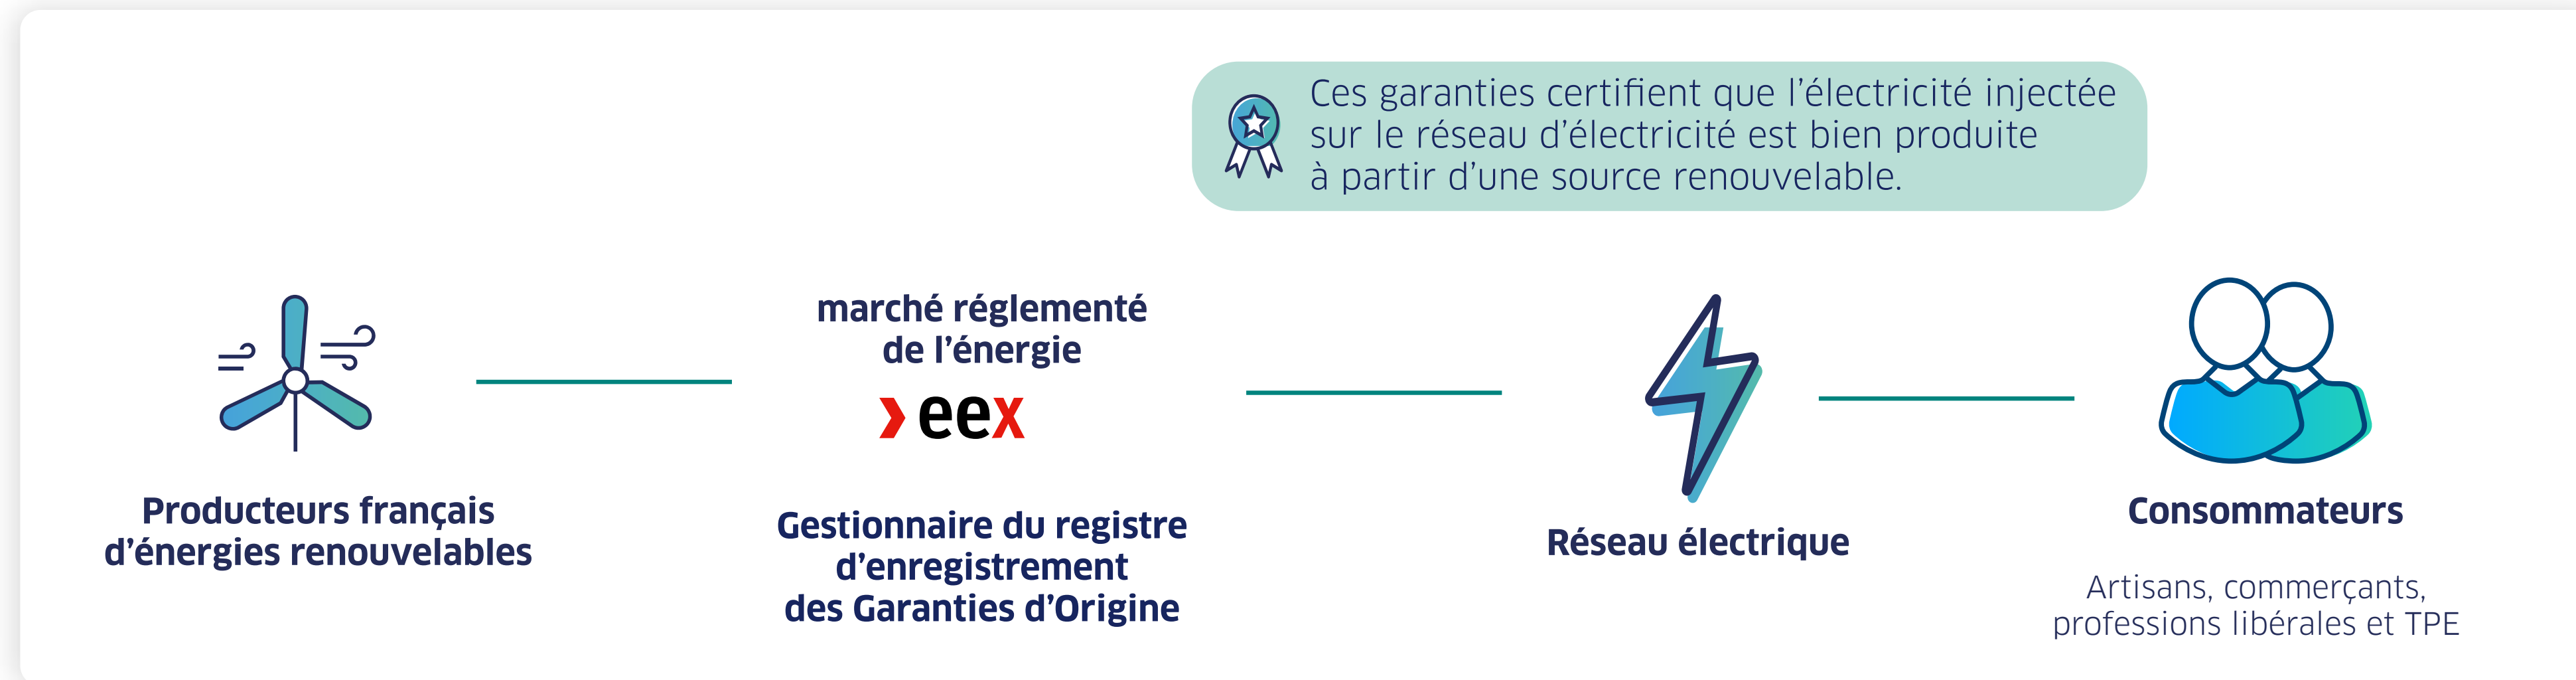 Ces garanties certifient que l’électricité injectée
sur le réseau d’électricité est bien produite
à partir d’une source renouvelable.
Producteurs français
d’énergies renouvelables
marché réglementé
de l’énergie
eex
Gestionnaire du registre
d’enregistrement
des Garanties d’Origine
Réseau électrique
Consommateurs
Artisans, commerçants,
professions libérales et TPE